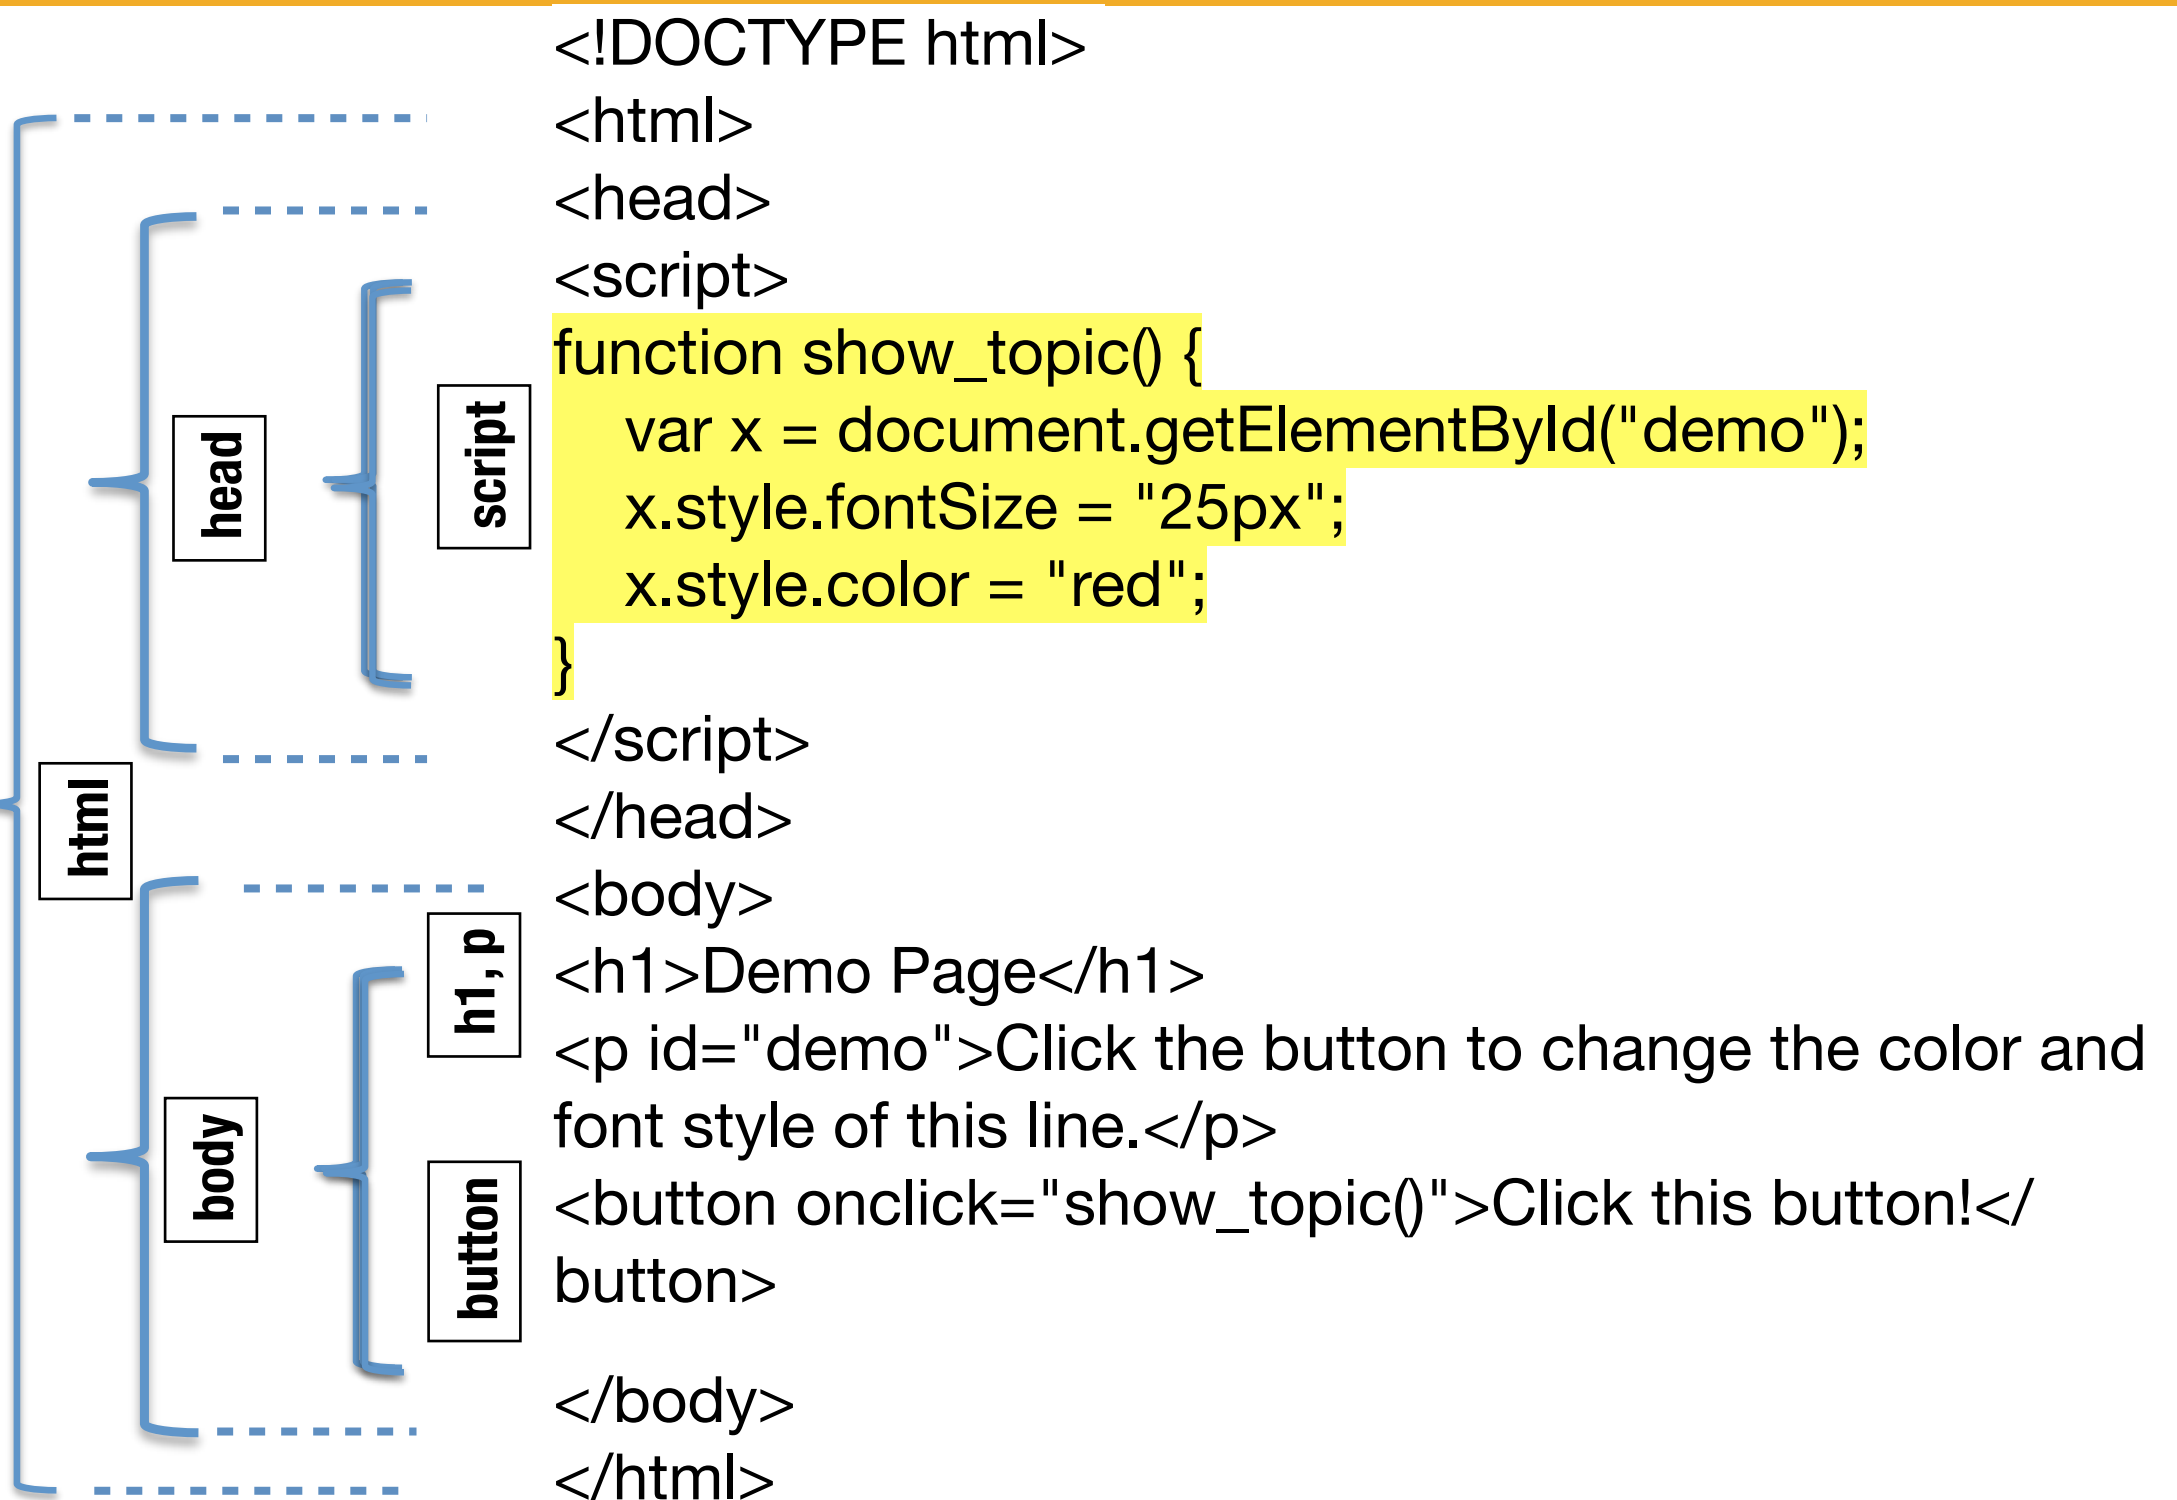 <!DOCTYPE html>
<html>
<head>
<script>
function show_topic() {
var x = document.getElementById("demo");
x.style.fontSize = "25px";
x.style.color = "red";
}
</script>
</head>
<body>
<h1>Demo Page</h1>
<p id="demo">Click the button to change the color and
font style of this line.</p>
<button onclick="show_topic()">Click this button!</
button>
</body>
</html>
html
head
script
body
h1, p
button